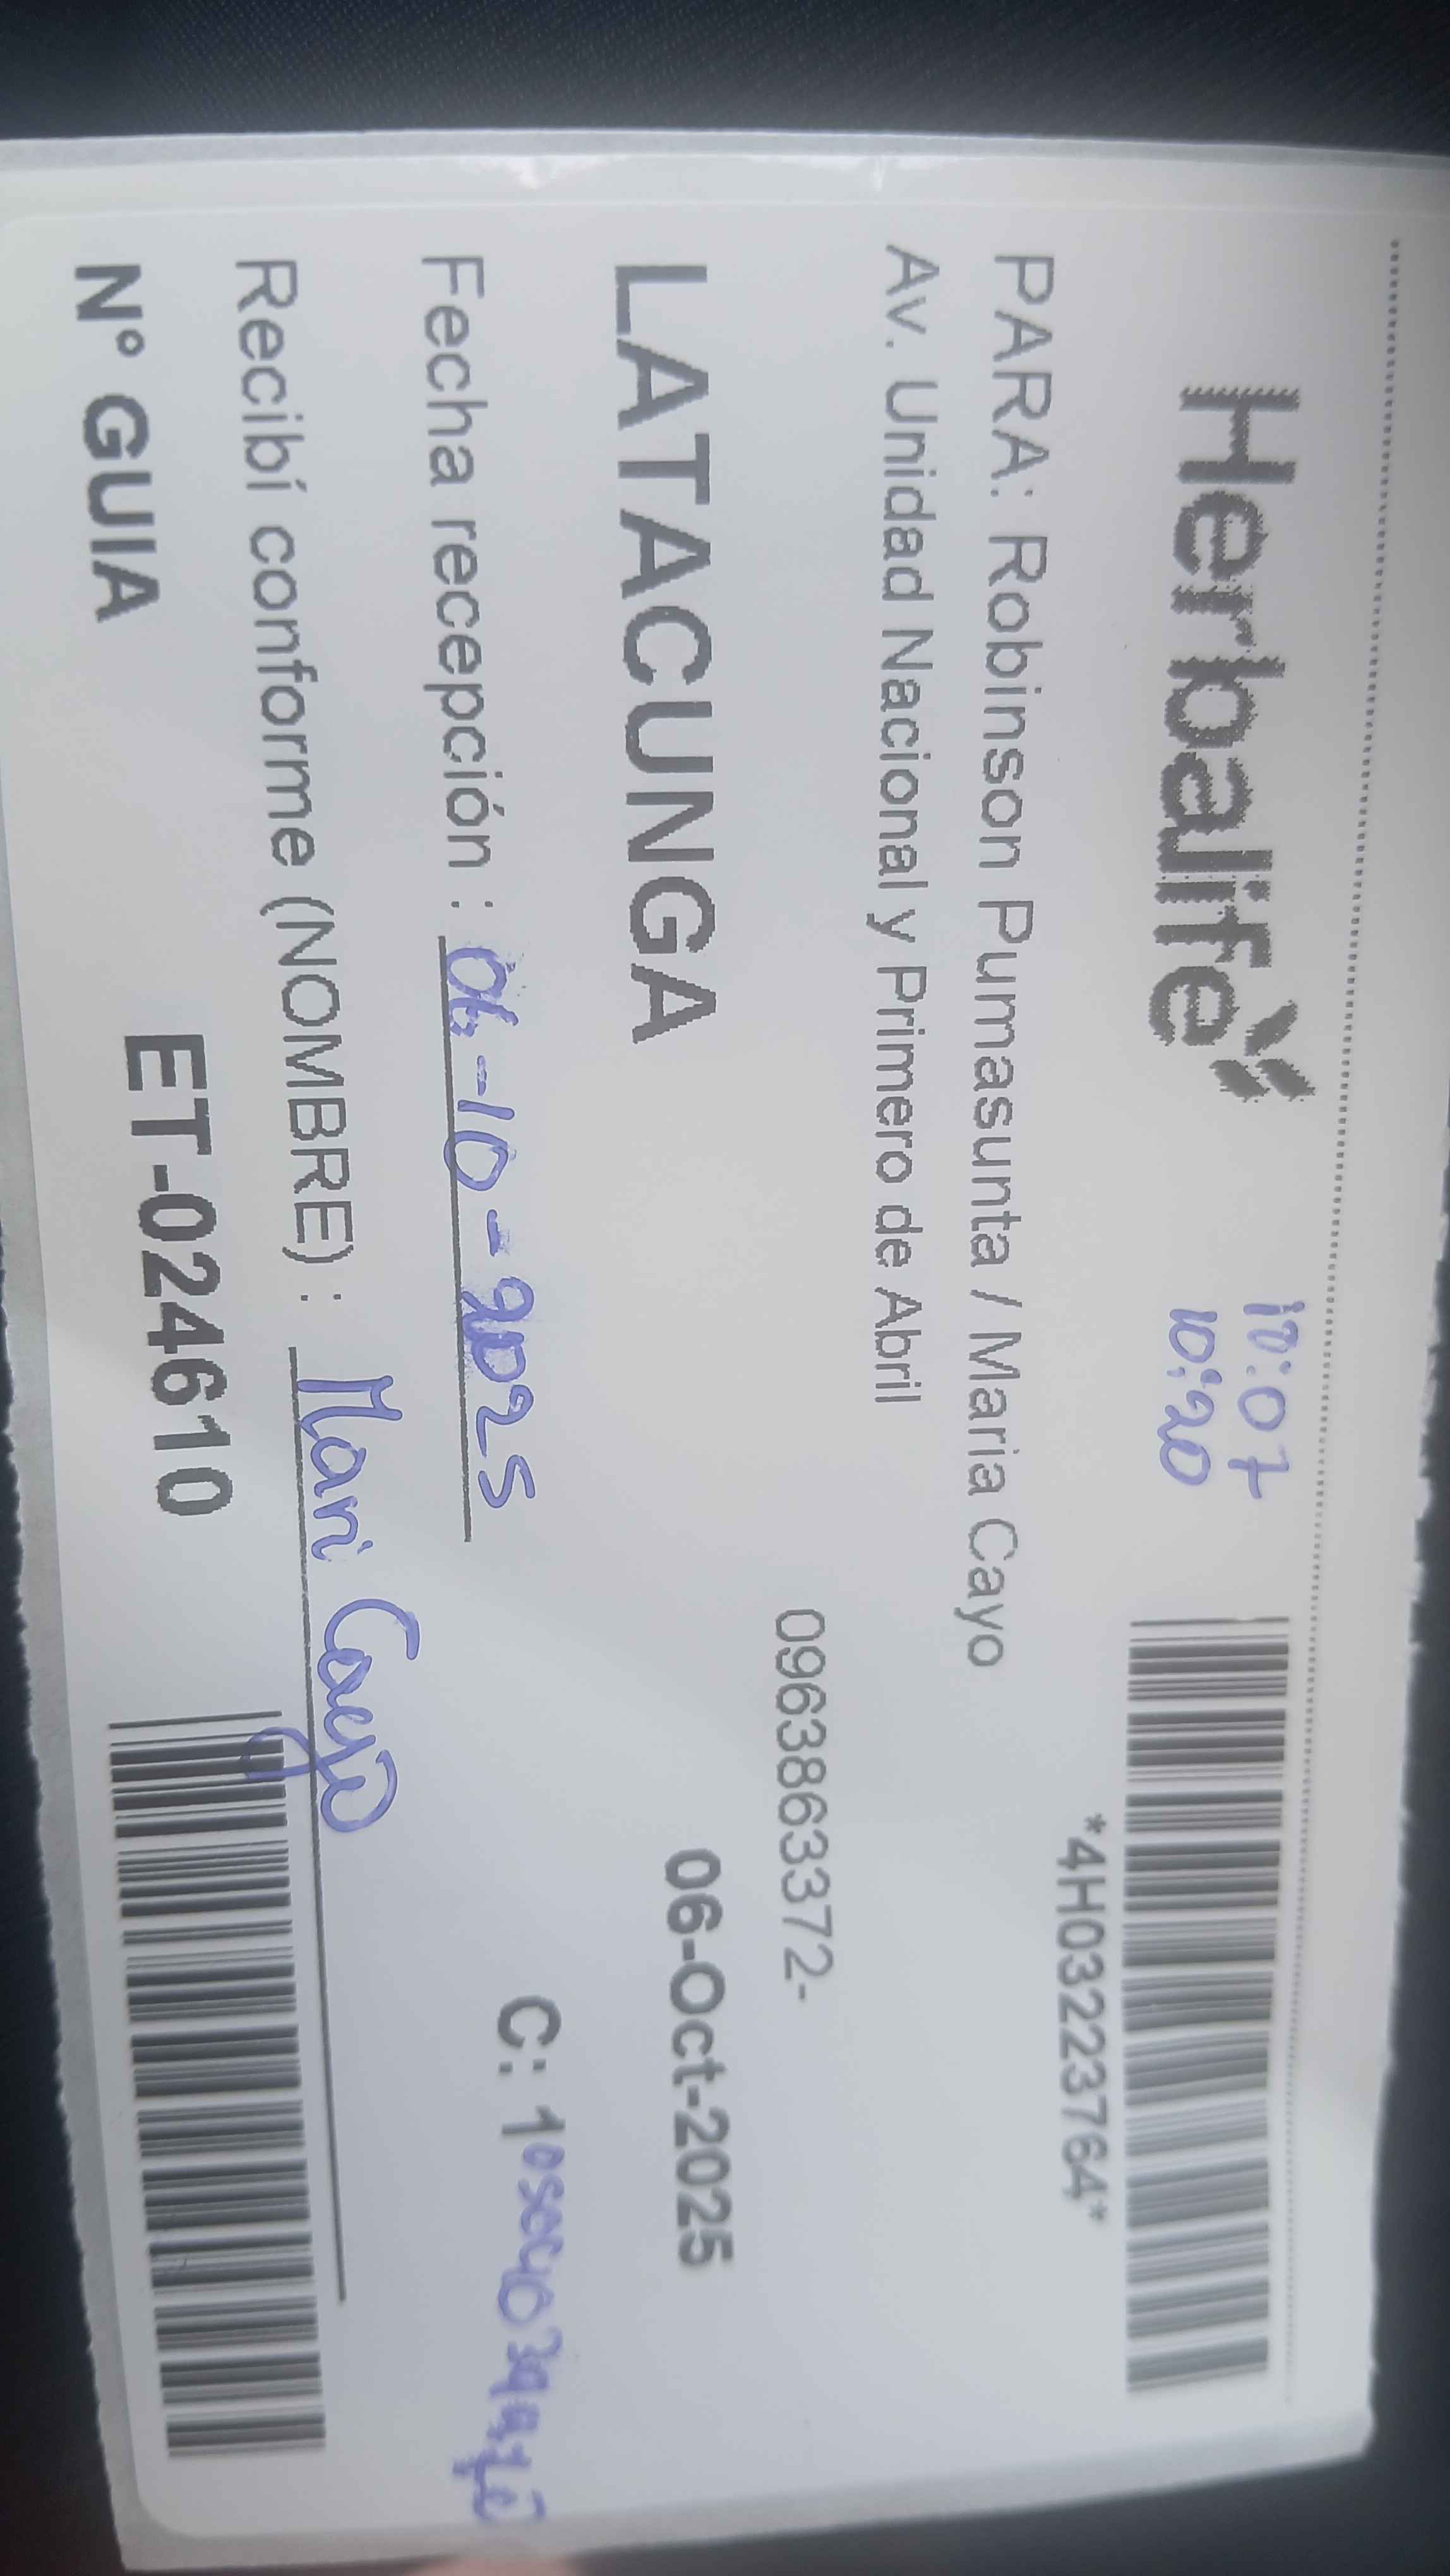 Herbalife
10:07
10:20
*4H03223764*
PARA: Robinson Pumasunta / Maria Cayo
Av. Unidad Nacional y Primero de Abril
0963863372-
LATACUNGA
06-Oct-2025
Fecha recepción : 06-10-2025
C:
Recibí conforme (NOMBRE) : Mari Cayo
N° GUIA
ET-024610